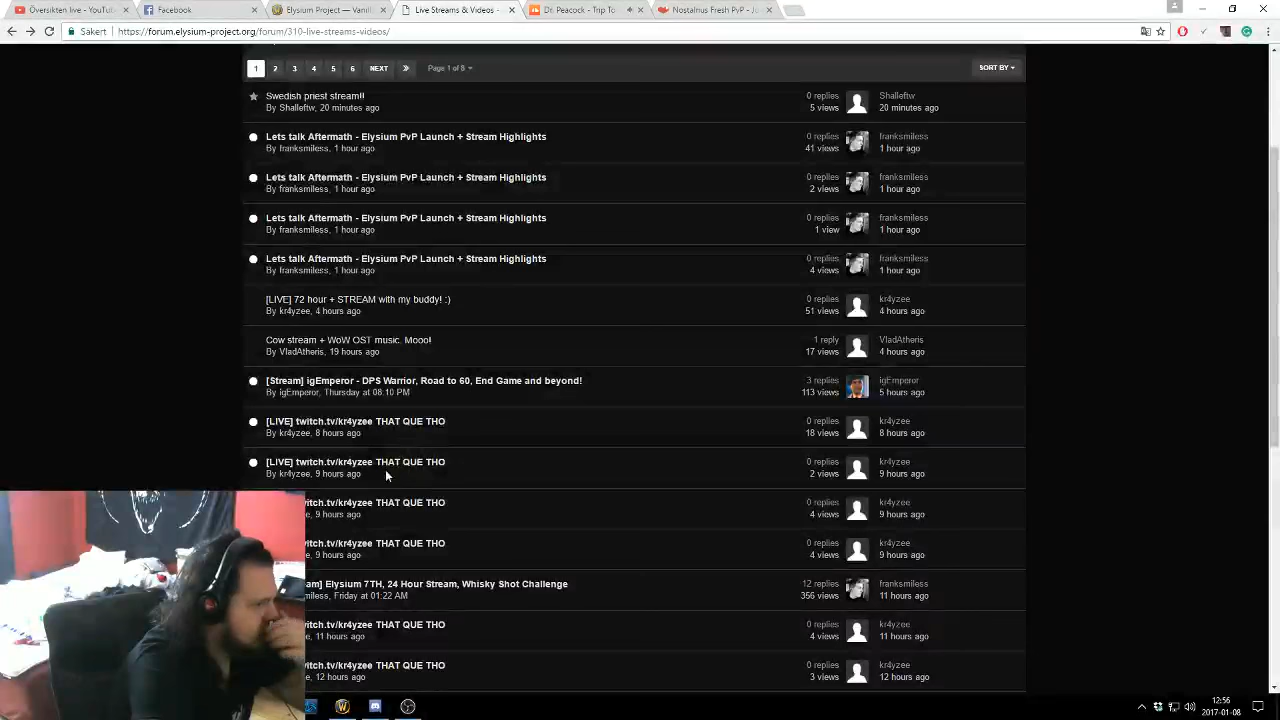 Översikten live - YouTube
Facebook
Elysium Project — Vanill
Live Streams & Videos -
Dr. Peacock - Trip To
Nostalrius Fresh PvP - J
Säkert
https://forum.elysium-project.org/forum/310-live-streams-videos/
1 2 3 4 5 6 NEXT Page 1 of 8
SORT BY
Swedish priest stream!! 0 replies Shalleftw
By Shalleftw, 20 minutes ago 5 views 20 minutes ago
Lets talk Aftermath - Elysium PvP Launch + Stream Highlights 0 replies franksmiless
By franksmiless, 1 hour ago 41 views 1 hour ago
Lets talk Aftermath - Elysium PvP Launch + Stream Highlights 0 replies franksmiless
By franksmiless, 1 hour ago 2 views 1 hour ago
Lets talk Aftermath - Elysium PvP Launch + Stream Highlights 0 replies franksmiless
By franksmiless, 1 hour ago 1 view 1 hour ago
Lets talk Aftermath - Elysium PvP Launch + Stream Highlights 0 replies franksmiless
By franksmiless, 1 hour ago 4 views 1 hour ago
[LIVE] 72 hour + STREAM with my buddy! :) 0 replies kr4yzee
By kr4yzee, 4 hours ago 51 views 4 hours ago
Cow stream + WoW OST music. Mooo! 1 reply VladAtheris
By VladAtheris, 19 hours ago 17 views 4 hours ago
[Stream] igEmperor - DPS Warrior, Road to 60, End Game and beyond! 3 replies igEmperor
By igEmperor, Thursday at 08:10 PM 113 views 5 hours ago
[LIVE] twitch.tv/kr4yzee THAT QUE THO 0 replies kr4yzee
By kr4yzee, 8 hours ago 18 views 8 hours ago
[LIVE] twitch.tv/kr4yzee THAT QUE THO 0 replies kr4yzee
By kr4yzee, 9 hours ago 2 views 9 hours ago
witch.tv/kr4yzee THAT QUE THO 0 replies kr4yzee
e, 9 hours ago 4 views 9 hours ago
witch.tv/kr4yzee THAT QUE THO 0 replies kr4yzee
e, 9 hours ago 4 views 9 hours ago
am] Elysium 7TH, 24 Hour Stream, Whisky Shot Challenge 12 replies franksmiless
miless, Friday at 01:22 AM 356 views 11 hours ago
witch.tv/kr4yzee THAT QUE THO 0 replies kr4yzee
e, 11 hours ago 4 views 11 hours ago
witch.tv/kr4yzee THAT QUE THO 0 replies kr4yzee
e, 12 hours ago 3 views 12 hours ago
12:56
2017-01-08